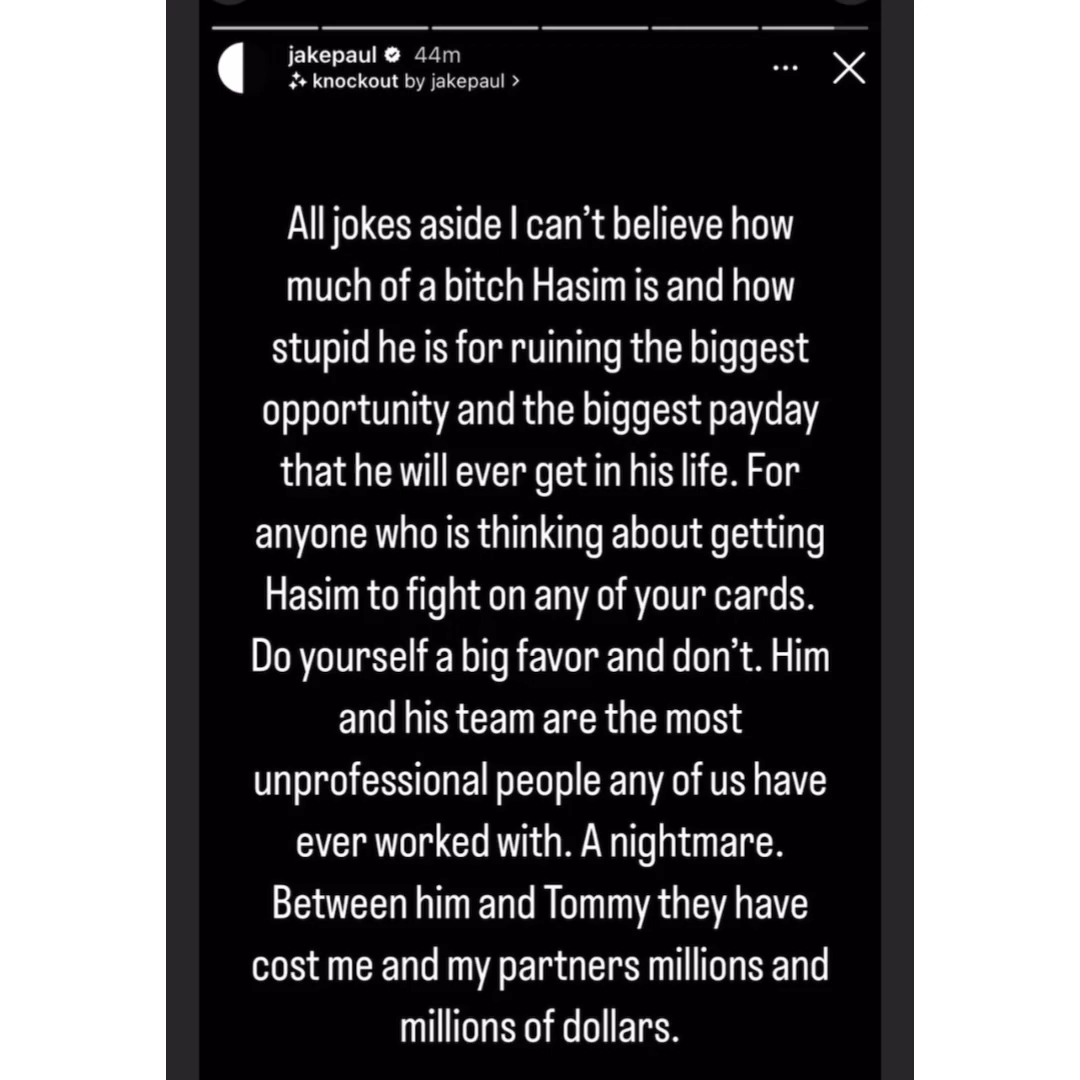 jakepaul 44m
knockout by jakepaul >
All jokes aside I can’t believe how
much of a bitch Hasim is and how
stupid he is for ruining the biggest
opportunity and the biggest payday
that he will ever get in his life. For
anyone who is thinking about getting
Hasim to fight on any of your cards.
Do yourself a big favor and don’t. Him
and his team are the most
unprofessional people any of us have
ever worked with. A nightmare.
Between him and Tommy they have
cost me and my partners millions and
millions of dollars.